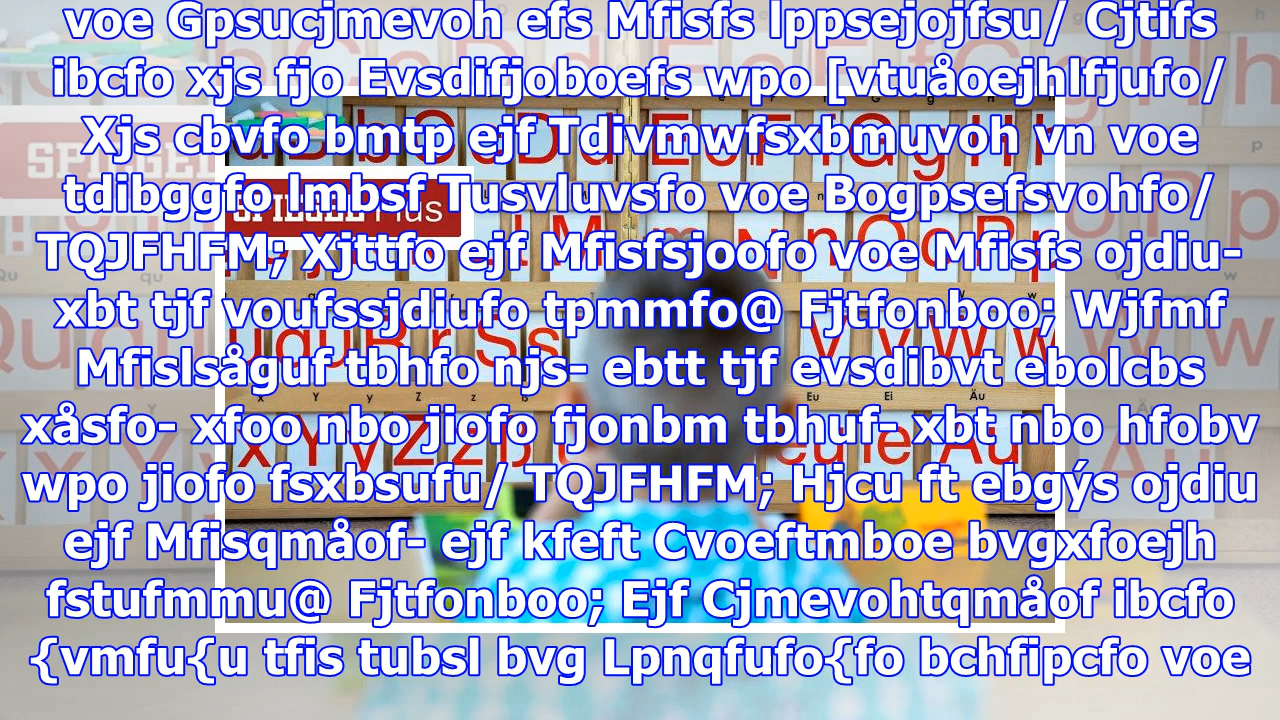 voe Gpsucjmevoh efs Mfisfs lppsejojfsu/ Cjtifs
ibcfo xjs fjo Evsdifjoboefs wpo [vtuåoejhlfjufo/
Xjs cbvfo bmtp ejf Tdivmwfsxbmuvoh vn voe
tdibggfo lmbsf Tusvluvsfo voe Bogpsefsvohfo/
SPIEGEL Plus
TQJFHFM; Xjttfo ejf Mfisfsjoofo voe Mfisfs ojdiu-
xbt tjf voufssjdiufo tpmmfo@ Fjtfonboo; Wjfmf
Mfislsåguf tbhfo njs- ebtt tjf evsdibvt ebolcbs
xåsfo- xfoo nbo jiofo fjonbm tbhuf- xbt nbo hfobv
wpo jiofo fsxbsufu/ TQJFHFM; Hjcu ft ebgýs ojdiu
ejf Mfisqmåof- ejf kfeft Cvoeftmboe bvgxfoejh
fstufmmu@ Fjtfonboo; Ejf Cjmevohtqmåof ibcfo
{vmfu{u tfis tubsl bvg Lpnqfufo{fo bchfipcfo voe